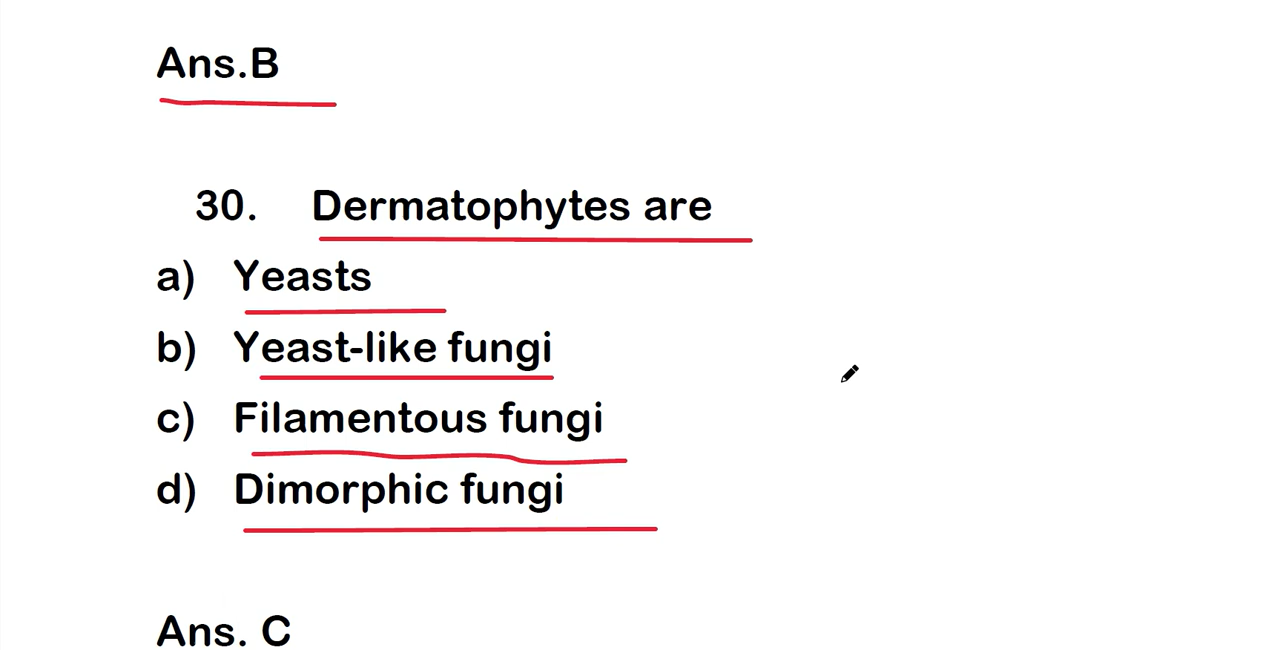 Ans.B
30. Dermatophytes are
a) Yeasts
b) Yeast-like fungi
c) Filamentous fungi
d) Dimorphic fungi
Ans. C